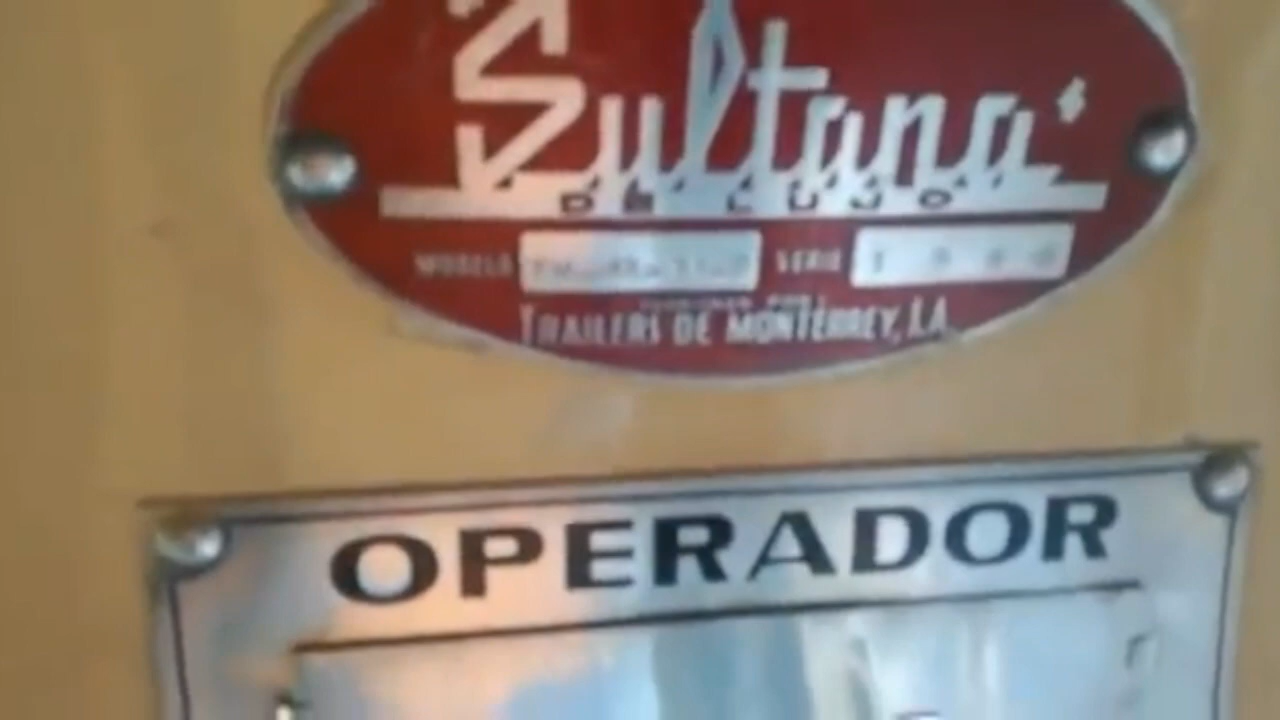 Sultana
DE LUJO
MODELO SERIE
TRAILERS DE MONTERREY, S.A.
OPERADOR